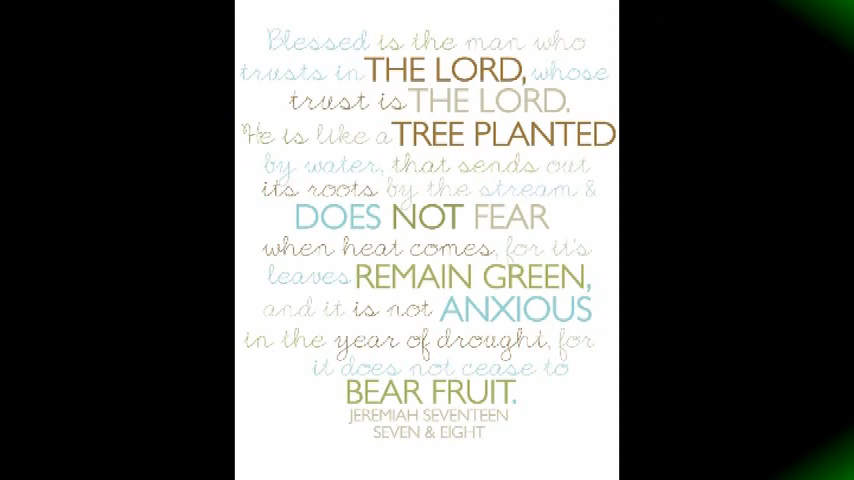 Blessed is the man who
trusts in THE LORD, whose
trust is THE LORD.
He is like a TREE PLANTED
by water, that sends out
its roots by the stream &
DOES NOT FEAR
when heat comes, for it's
leaves REMAIN GREEN,
and it is not ANXIOUS
in the year of drought, for
it does not cease to
BEAR FRUIT.
JEREMIAH SEVENTEEN
SEVEN & EIGHT